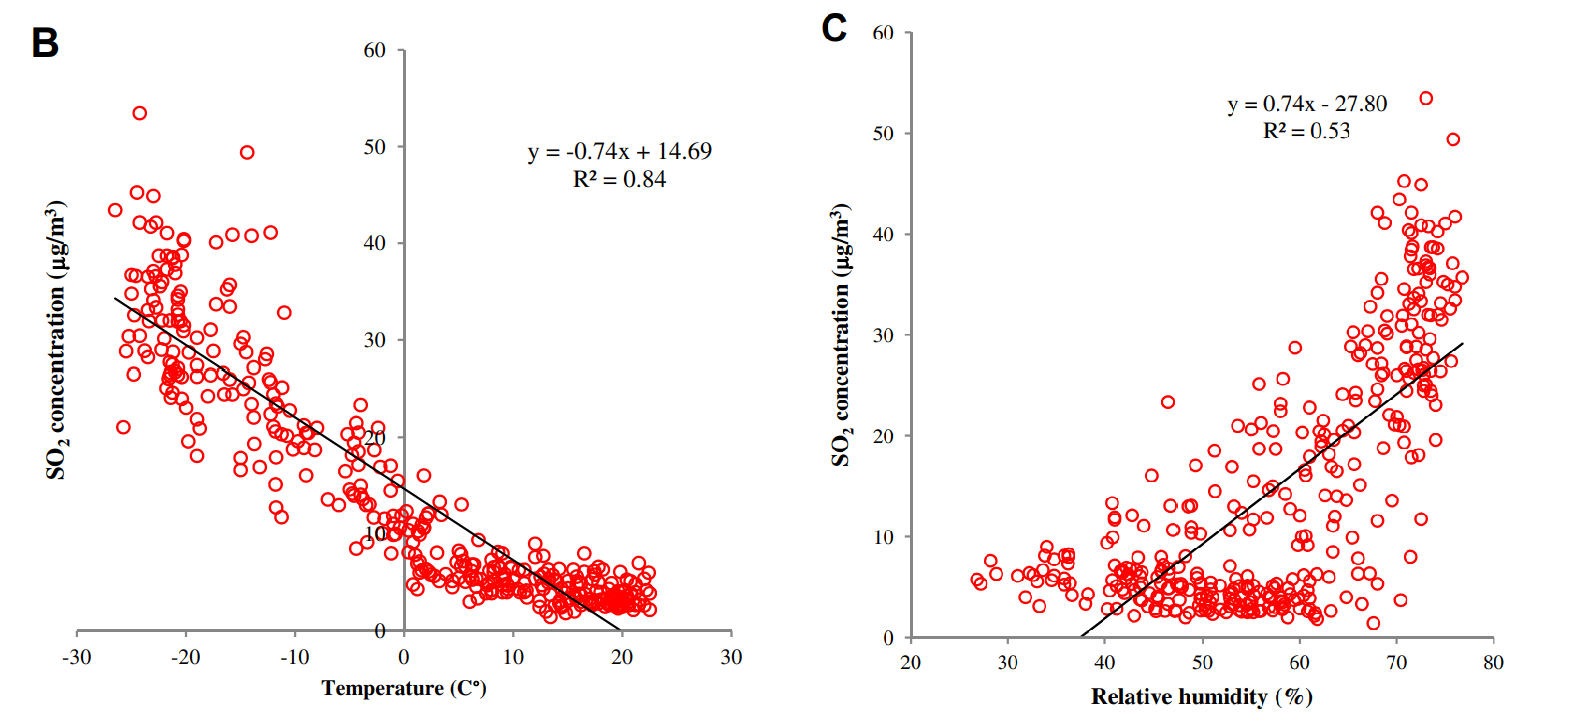 B
60
50
40
30
20
10
0
y = -0.74x + 14.69
R² = 0.84
SO2 concentration (µg/m³)
-30 -20 -10 0 10 20 30
Temperature (C°)
C
60
50
40
30
20
10
0
y = 0.74x - 27.80
R² = 0.53
SO2 concentration (µg/m³)
20 30 40 50 60 70 80
Relative humidity (%)